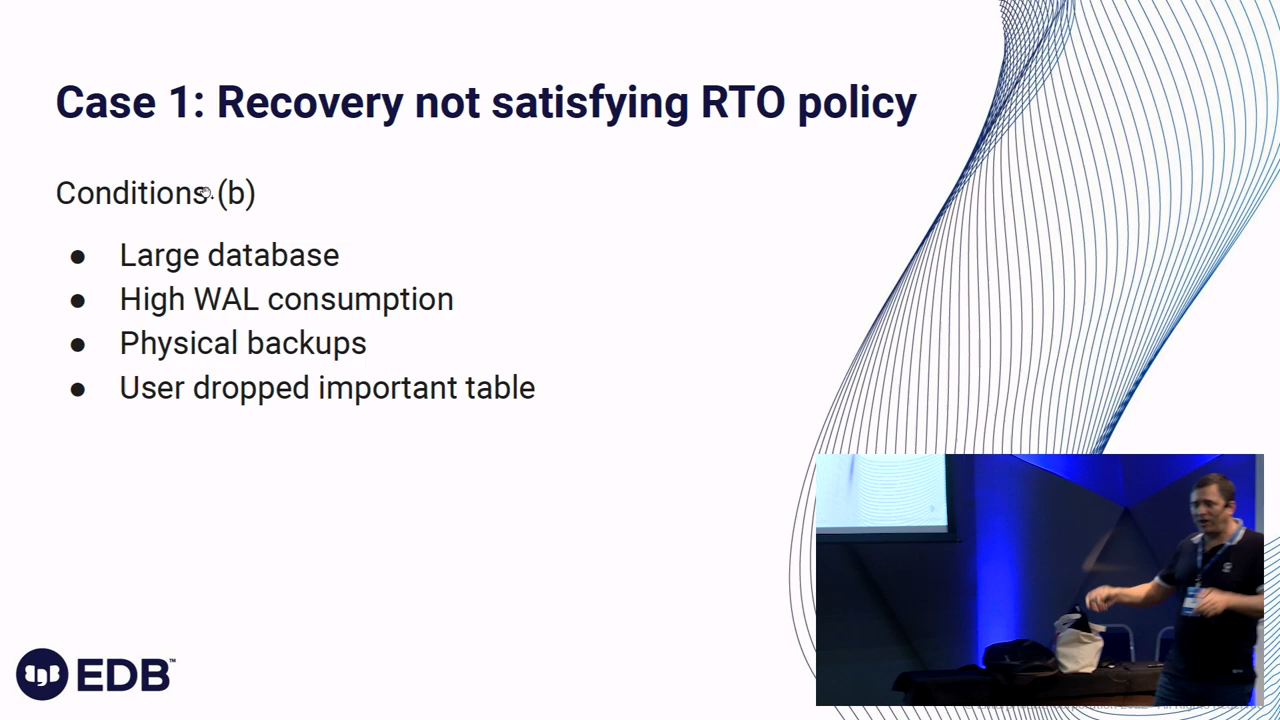 Case 1: Recovery not satisfying RTO policy
Conditions (b)
● Large database
● High WAL consumption
● Physical backups
● User dropped important table
EDB™